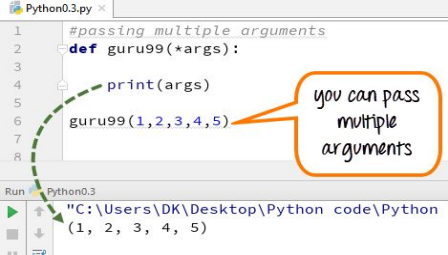 Python0.3.py ×
1 #passing multiple arguments
2 def guru99(*args):
3
4 print(args)
5
6 guru99(1,2,3,4,5)
7
8
you can pass
multiple
arguments
Run Python0.3
"C:\Users\DK\Desktop\Python code\Python
(1, 2, 3, 4, 5)